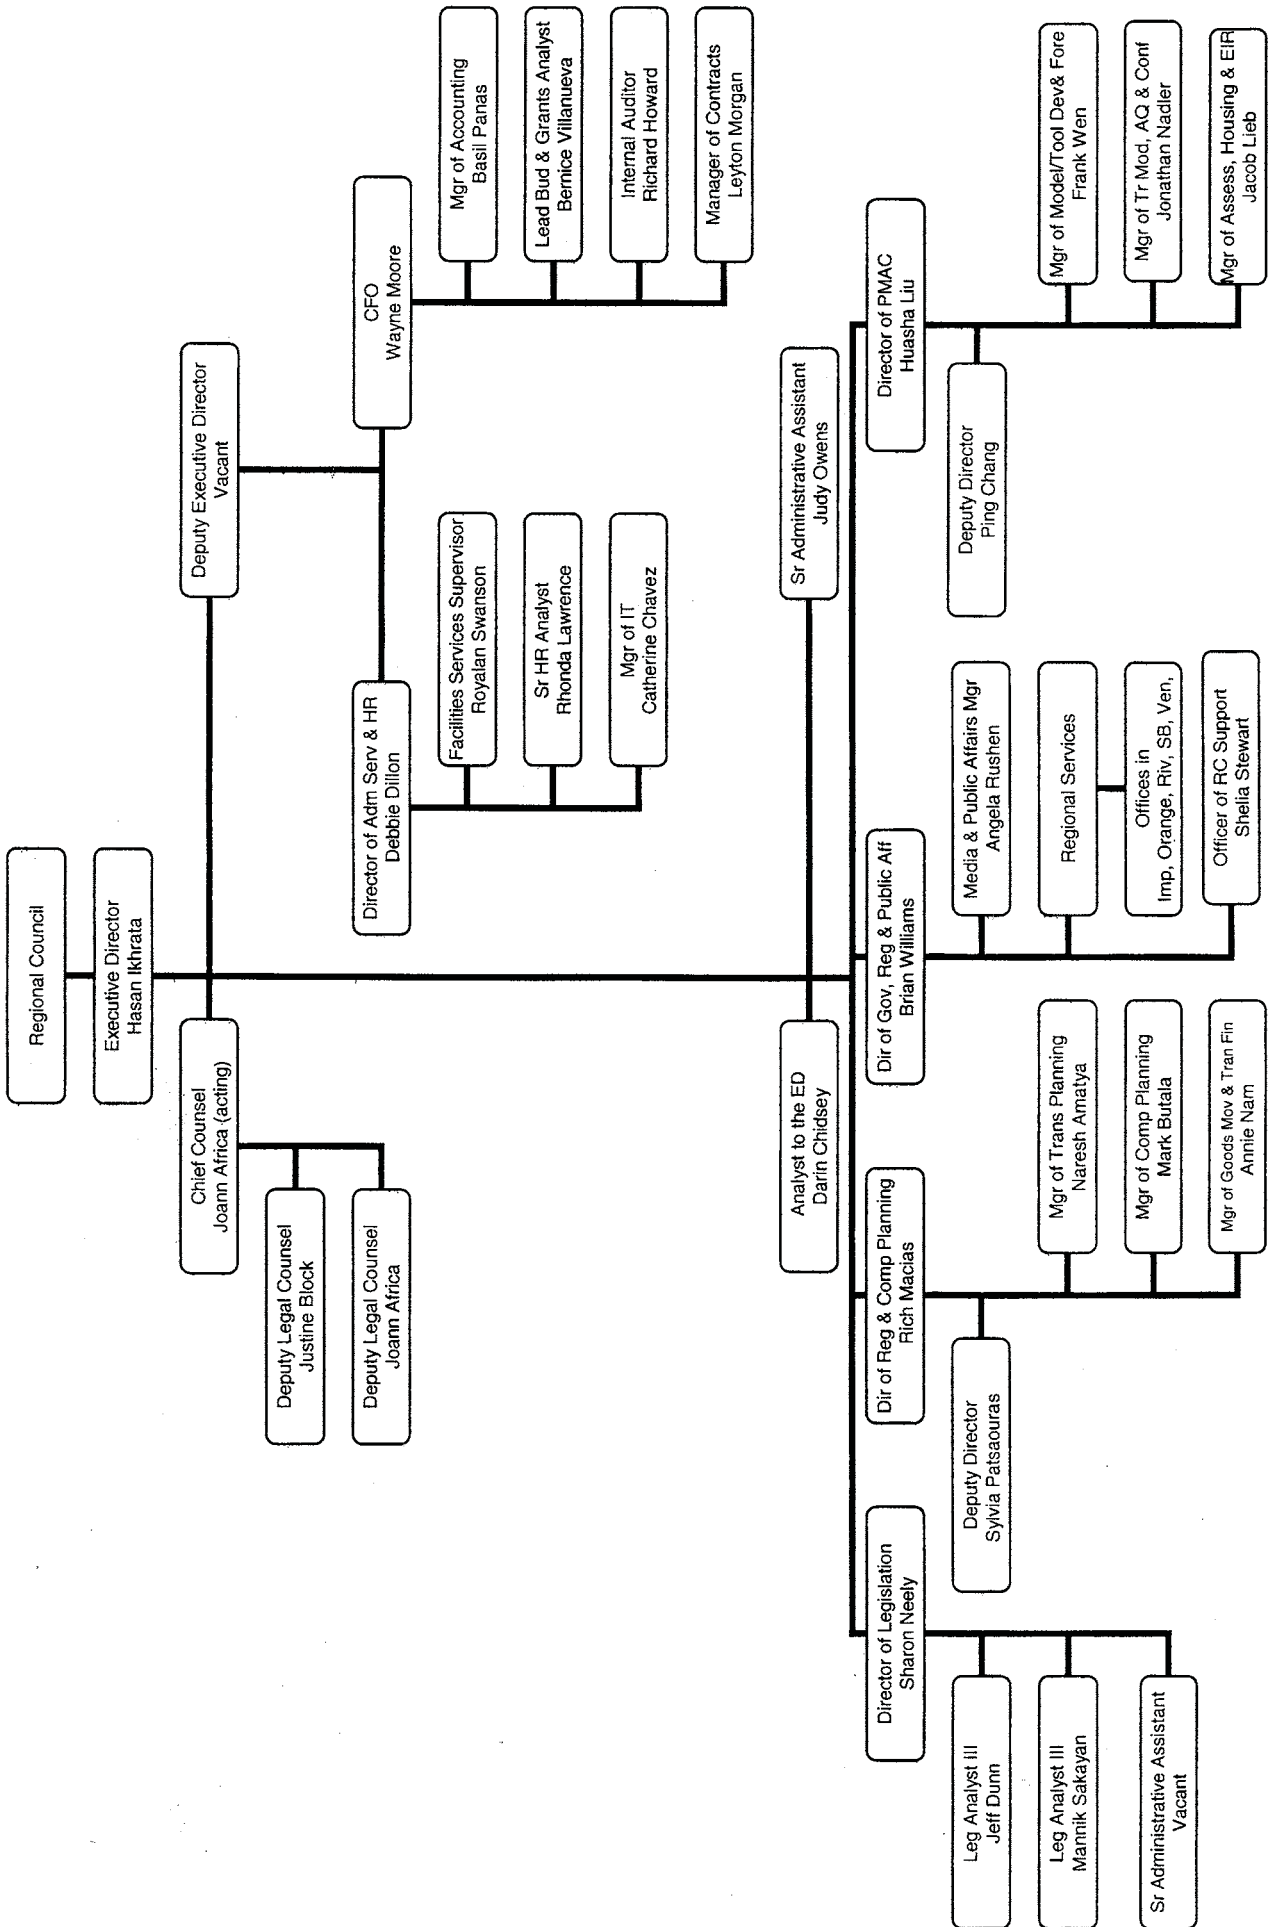 Regional Council
Executive Director
Hasan Ikhrata
Chief Counsel
Joann Africa (acting)
Deputy Legal Counsel
Justine Block
Deputy Legal Counsel
Joann Africa
Deputy Executive Director
Vacant
Director of Adm Serv & HR
Debbie Dillon
Facilities Services Supervisor
Royalan Swanson
Sr HR Analyst
Rhonda Lawrence
Mgr of IT
Catherine Chavez
CFO
Wayne Moore
Mgr of Accounting
Basil Panas
Lead Bud & Grants Analyst
Bernice Villanueva
Internal Auditor
Richard Howard
Manager of Contracts
Leyton Morgan
Analyst to the ED
Darin Chidsey
Sr Administrative Assistant
Judy Owens
Director of Legislation
Sharon Neely
Leg Analyst III
Jeff Dunn
Leg Analyst III
Mannik Sakayan
Sr Administrative Assistant
Vacant
Dir of Reg & Comp Planning
Rich Macias
Deputy Director
Sylvia Patsaouras
Mgr of Trans Planning
Naresh Amatya
Mgr of Comp Planning
Mark Butala
Mgr of Goods Mov & Tran Fin
Annie Nam
Dir of Gov, Reg & Public Aff
Brian Williams
Media & Public Affairs Mgr
Angela Rushen
Regional Services
Offices in
Imp, Orange, Riv, SB, Ven,
Officer of RC Support
Shelia Stewart
Director of PMAC
Huasha Liu
Deputy Director
Ping Chang
Mgr of Model/Tool Dev& Fore
Frank Wen
Mgr of Tr Mod, AQ & Conf
Jonathan Nadler
Mgr of Assess, Housing & EIR
Jacob Lieb